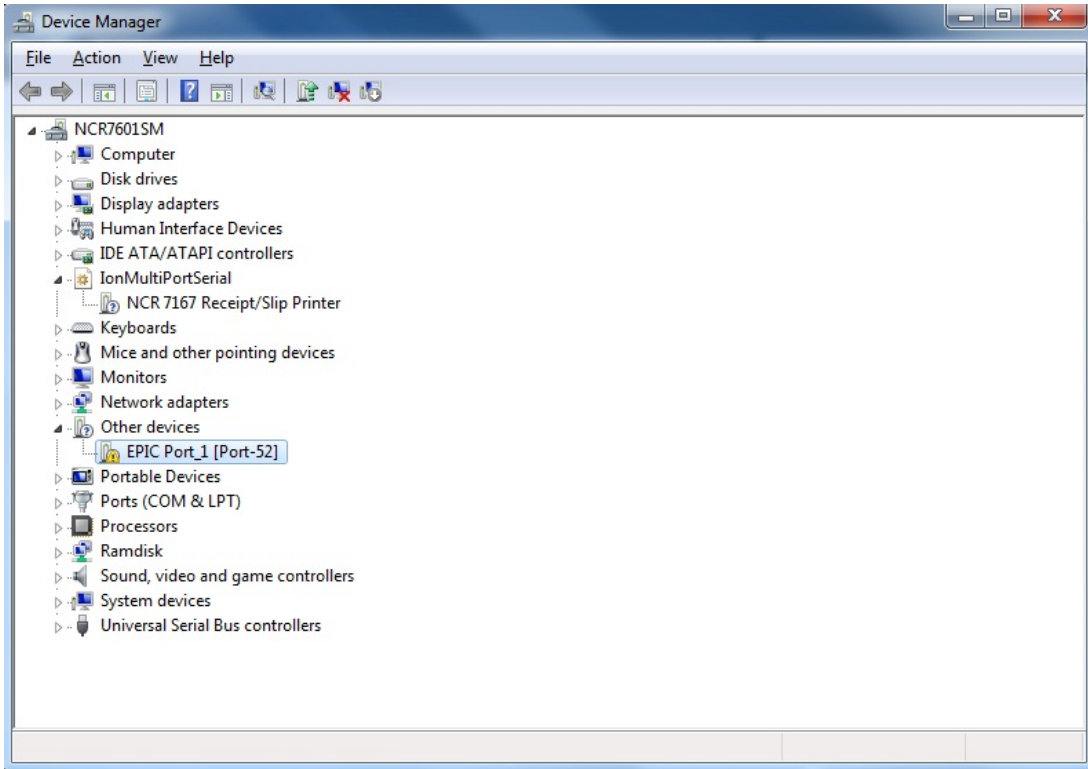 Device Manager
File Action View Help
NCR7601SM
Computer
Disk drives
Display adapters
Human Interface Devices
IDE ATA/ATAPI controllers
IonMultiPortSerial
NCR 7167 Receipt/Slip Printer
Keyboards
Mice and other pointing devices
Monitors
Network adapters
Other devices
EPIC Port_1 [Port-52]
Portable Devices
Ports (COM & LPT)
Processors
Ramdisk
Sound, video and game controllers
System devices
Universal Serial Bus controllers